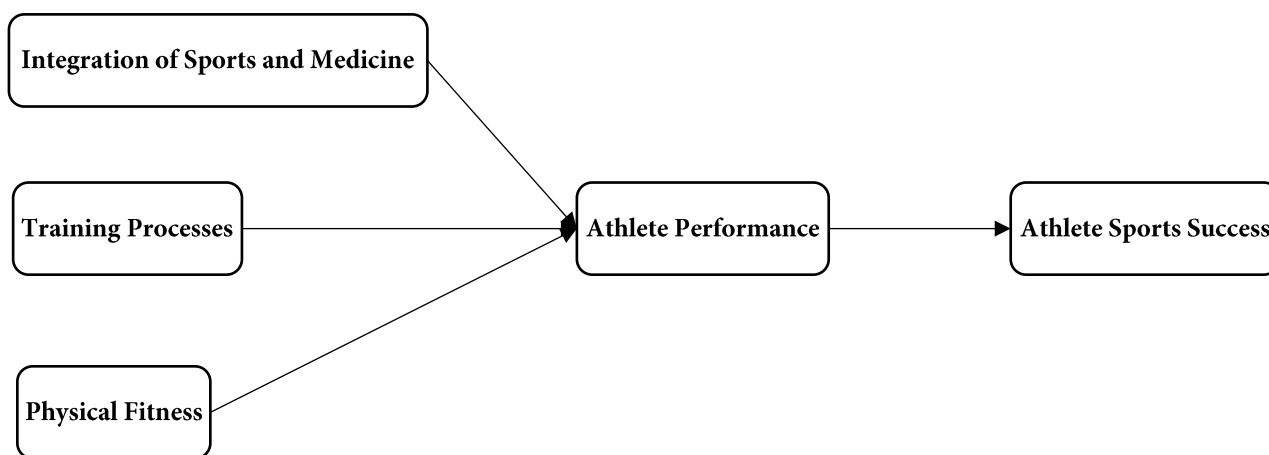 Integration of Sports and Medicine
Training Processes
Athlete Performance
Athlete Sports Success
Physical Fitness